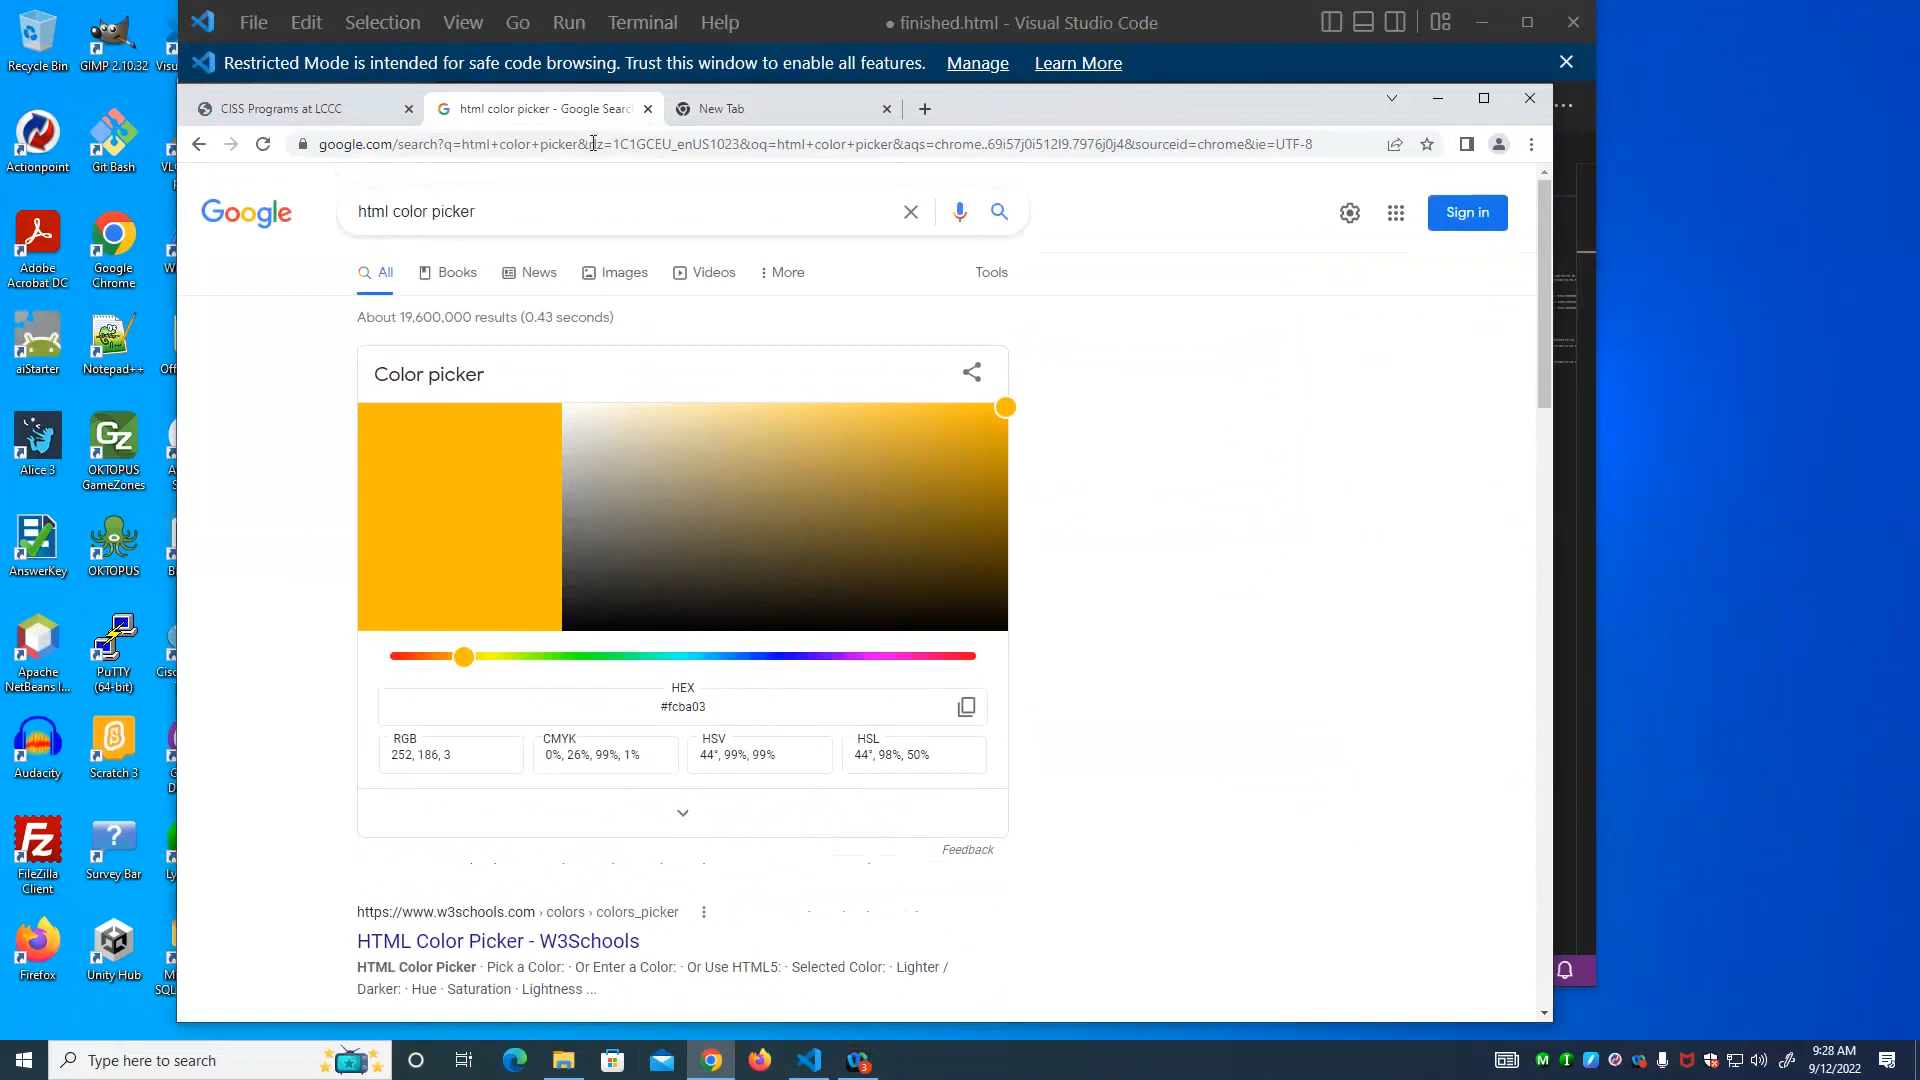 File Edit Selection View Go Run Terminal Help
● finished.html - Visual Studio Code
Restricted Mode is intended for safe code browsing. Trust this window to enable all features. Manage Learn More
CISS Programs at LCCC
html color picker - Google Searc
New Tab
google.com/search?q=html+color+picker&rlz=1C1GCEU_enUS1023&oq=html+color+picker&aqs=chrome..69i57j0i512l9.7976j0j4&sourceid=chrome&ie=UTF-8
Google
html color picker
Sign in
All Books News Images Videos More Tools
About 19,600,000 results (0.43 seconds)
Color picker
HEX
#fcba03
RGB
252, 186, 3
CMYK
0%, 26%, 99%, 1%
HSV
44°, 99%, 99%
HSL
44°, 98%, 50%
Feedback
https://www.w3schools.com › colors › colors_picker
HTML Color Picker - W3Schools
HTML Color Picker · Pick a Color: · Or Enter a Color: · Or Use HTML5: · Selected Color: · Lighter /
Darker: · Hue · Saturation · Lightness ...
Recycle Bin
GIMP 2.10.32
Actionpoint
Git Bash
Adobe
Acrobat DC
Google
Chrome
aiStarter
Notepad++
Alice 3
Gz
OKTOPUS
GameZones
AnswerKey
OKTOPUS
Apache
NetBeans I...
PuTTY
(64-bit)
Audacity
Scratch 3
FileZilla
Client
Survey Bar
Firefox
Unity Hub
Type here to search
3
9:28 AM
9/12/2022